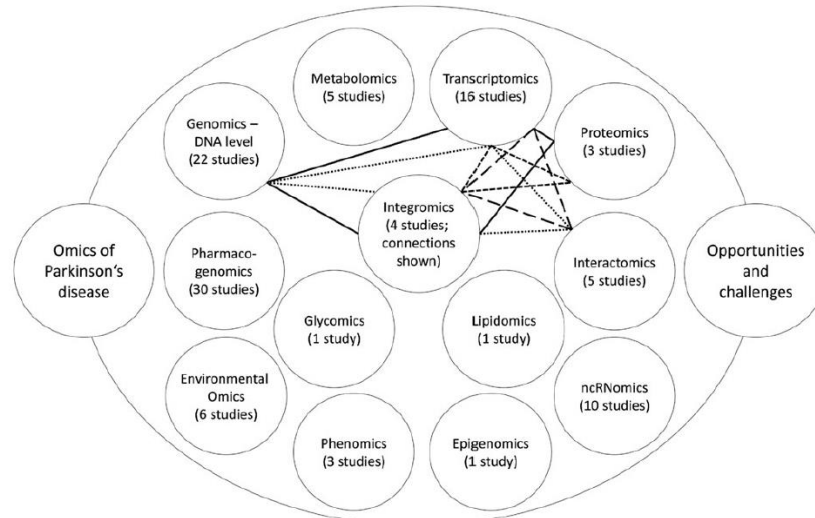 Metabolomics
(5 studies)
Transcriptomics
(16 studies)
Genomics –
DNA level
(22 studies)
Proteomics
(3 studies)
Integromics
(4 studies;
connections
shown)
Omics of
Parkinson‘s
disease
Pharmaco-
genomics
(30 studies)
Interactomics
(5 studies)
Opportunities
and
challenges
Glycomics
(1 study)
Lipidomics
(1 study)
Environmental
Omics
(6 studies)
ncRNomics
(10 studies)
Phenomics
(3 studies)
Epigenomics
(1 study)